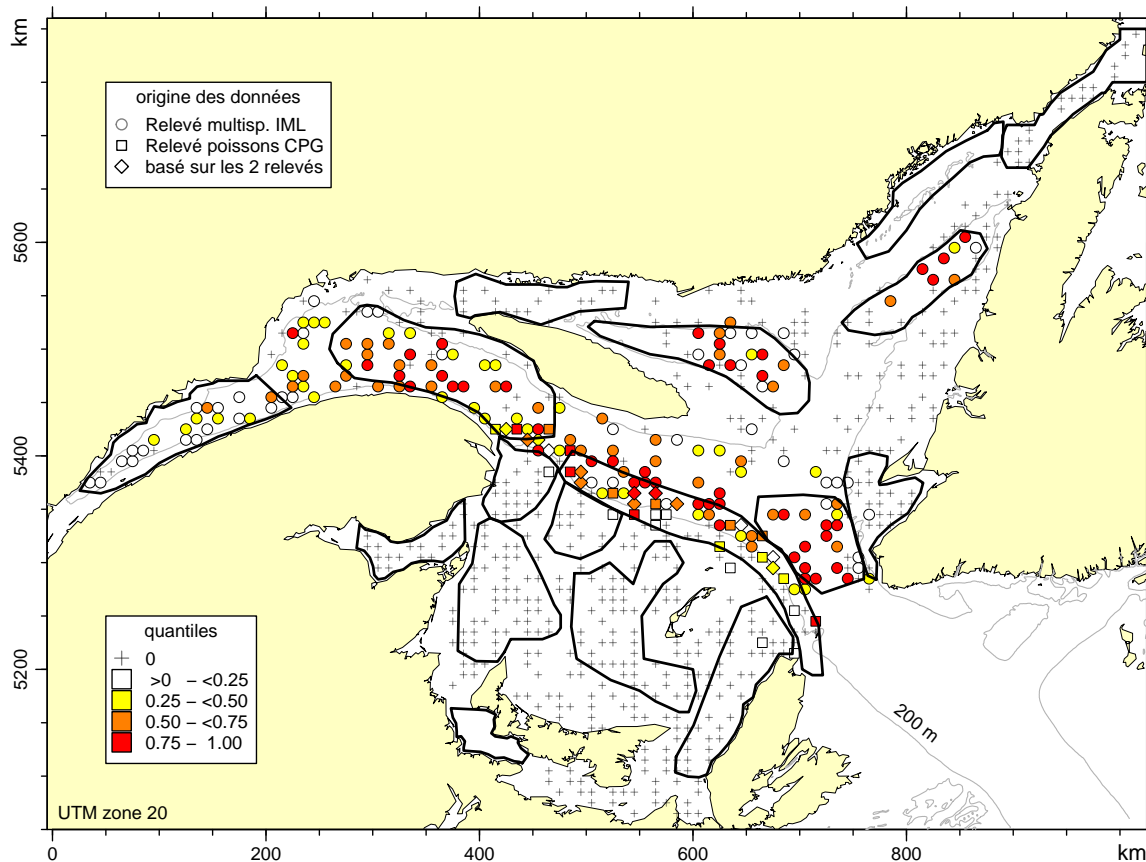 km
5600
5400
5200
origine des données
Relevé multisp. IML
Relevé poissons CPG
basé sur les 2 relevés
quantiles
0
>0 – <0.25
0.25 – <0.50
0.50 – <0.75
0.75 – 1.00
200 m
UTM zone 20
0 200 400 600 800 km